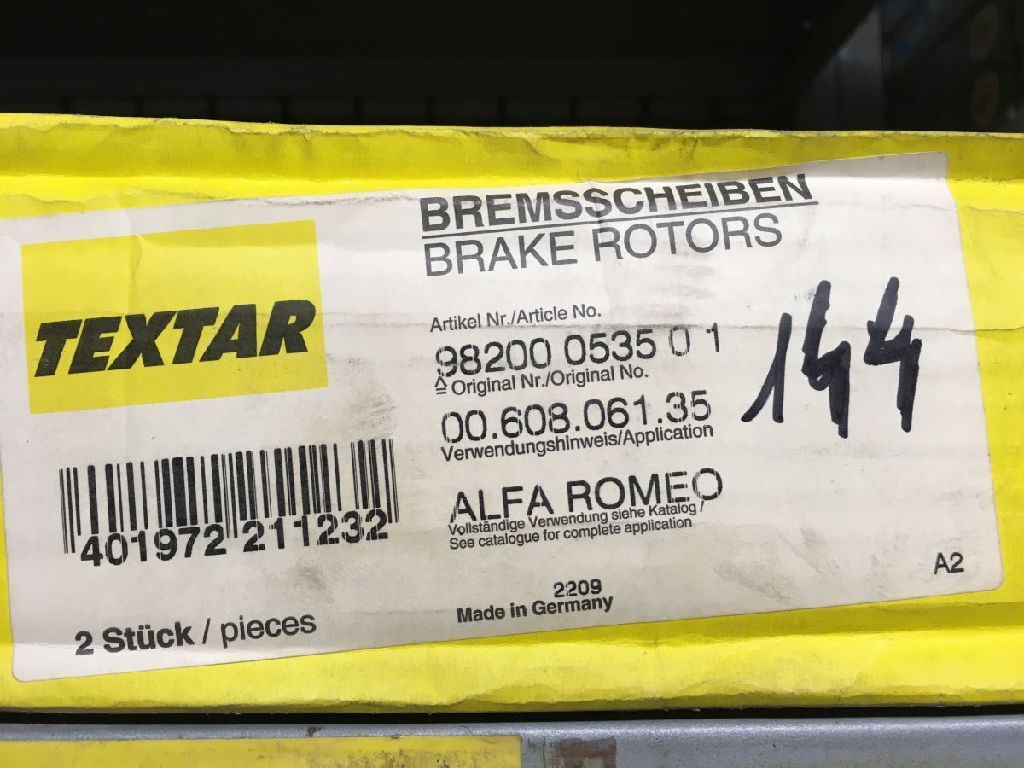 TEXTAR
BREMSSCHEIBEN
BRAKE ROTORS
Artikel Nr./Article No.
98200 0535 0 1
≙ Original Nr./Original No.
00.608.061.35
Verwendungshinweis/Application
ALFA ROMEO
Vollständige Verwendung siehe Katalog /
See catalogue for complete application
2209
Made in Germany
144
401972 211232
2 Stück / pieces
A2